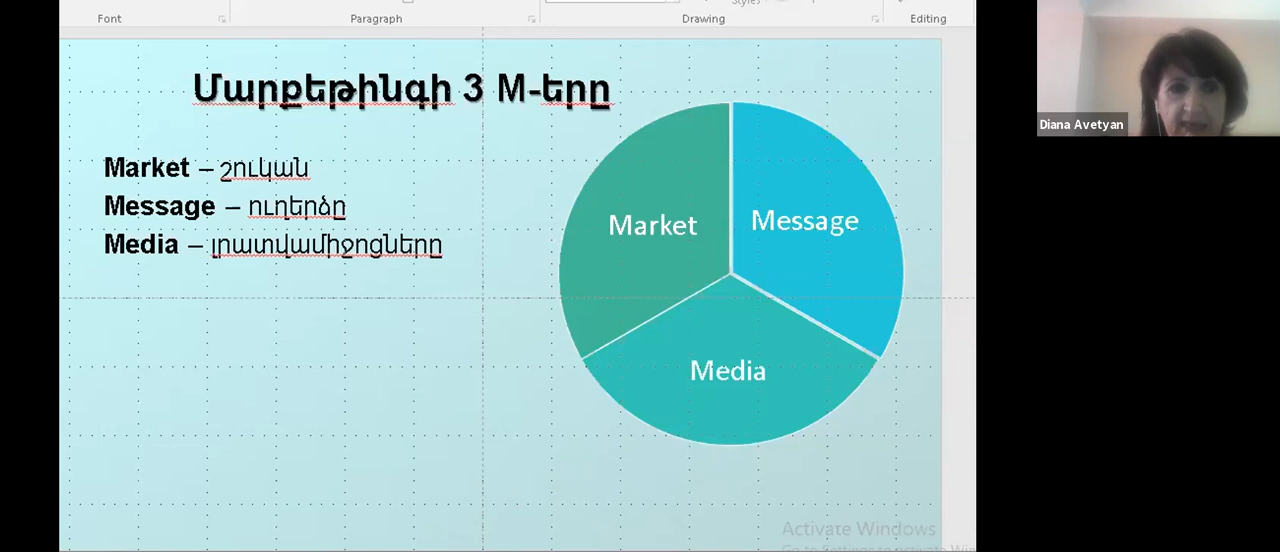 Font
Paragraph
Drawing
Editing
Մարքեթինգի 3 M-երը
Market – շուկան
Message – ուղերձը
Media – լրատվամիջոցները
Market
Message
Media
Diana Avetyan
Activate Windows